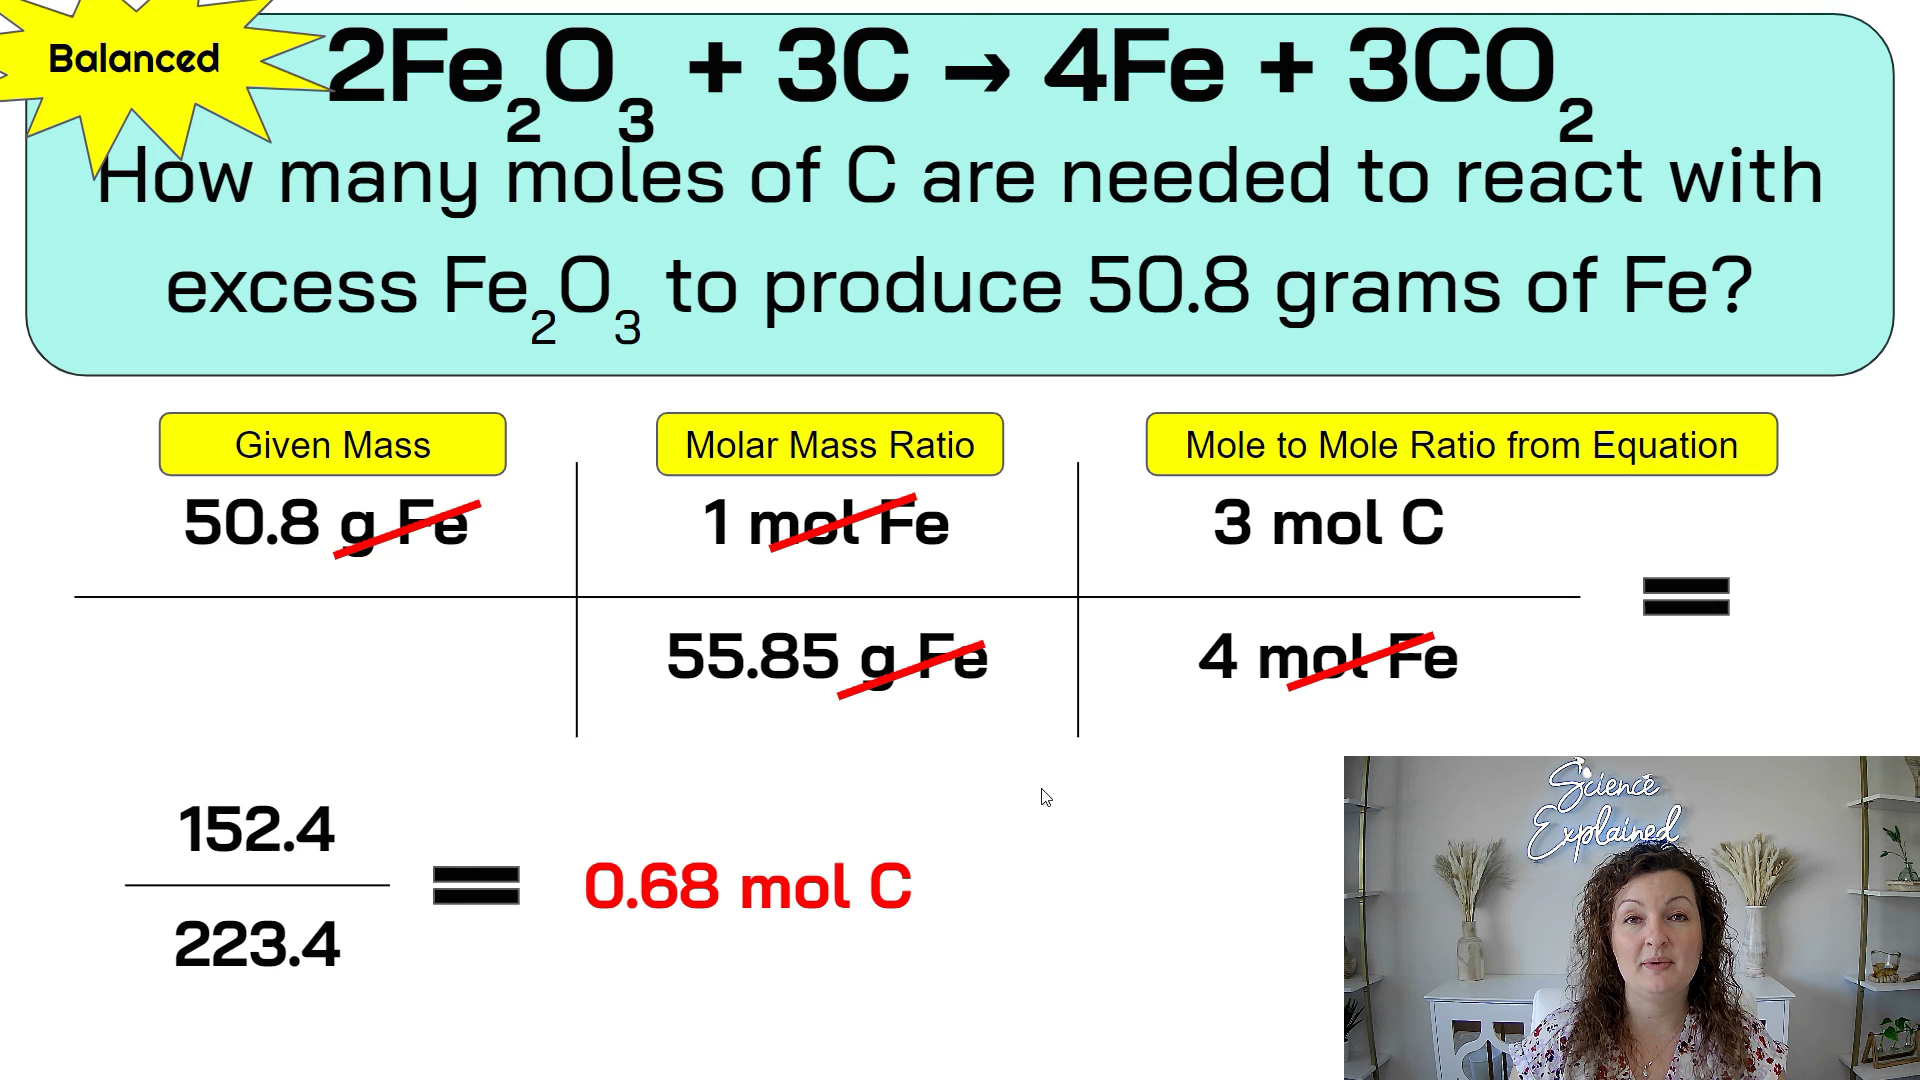 Balanced
2Fe₂O₃ + 3C → 4Fe + 3CO₂
How many moles of C are needed to react with
excess Fe₂O₃ to produce 50.8 grams of Fe?
Given Mass
Molar Mass Ratio
Mole to Mole Ratio from Equation
50.8 g Fe
1 mol Fe
3 mol C
=
55.85 g Fe
4 mol Fe
152.4
223.4
=
0.68 mol C
Science
Explained